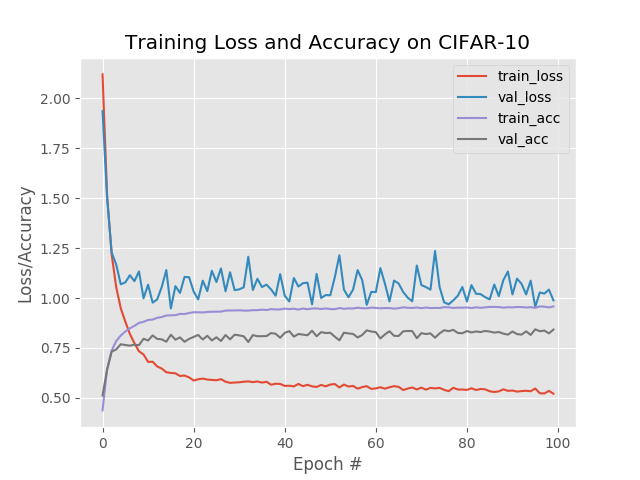 Training Loss and Accuracy on CIFAR-10
train_loss
val_loss
train_acc
val_acc
2.00
1.75
1.50
1.25
1.00
0.75
0.50
Loss/Accuracy
0 20 40 60 80 100
Epoch #